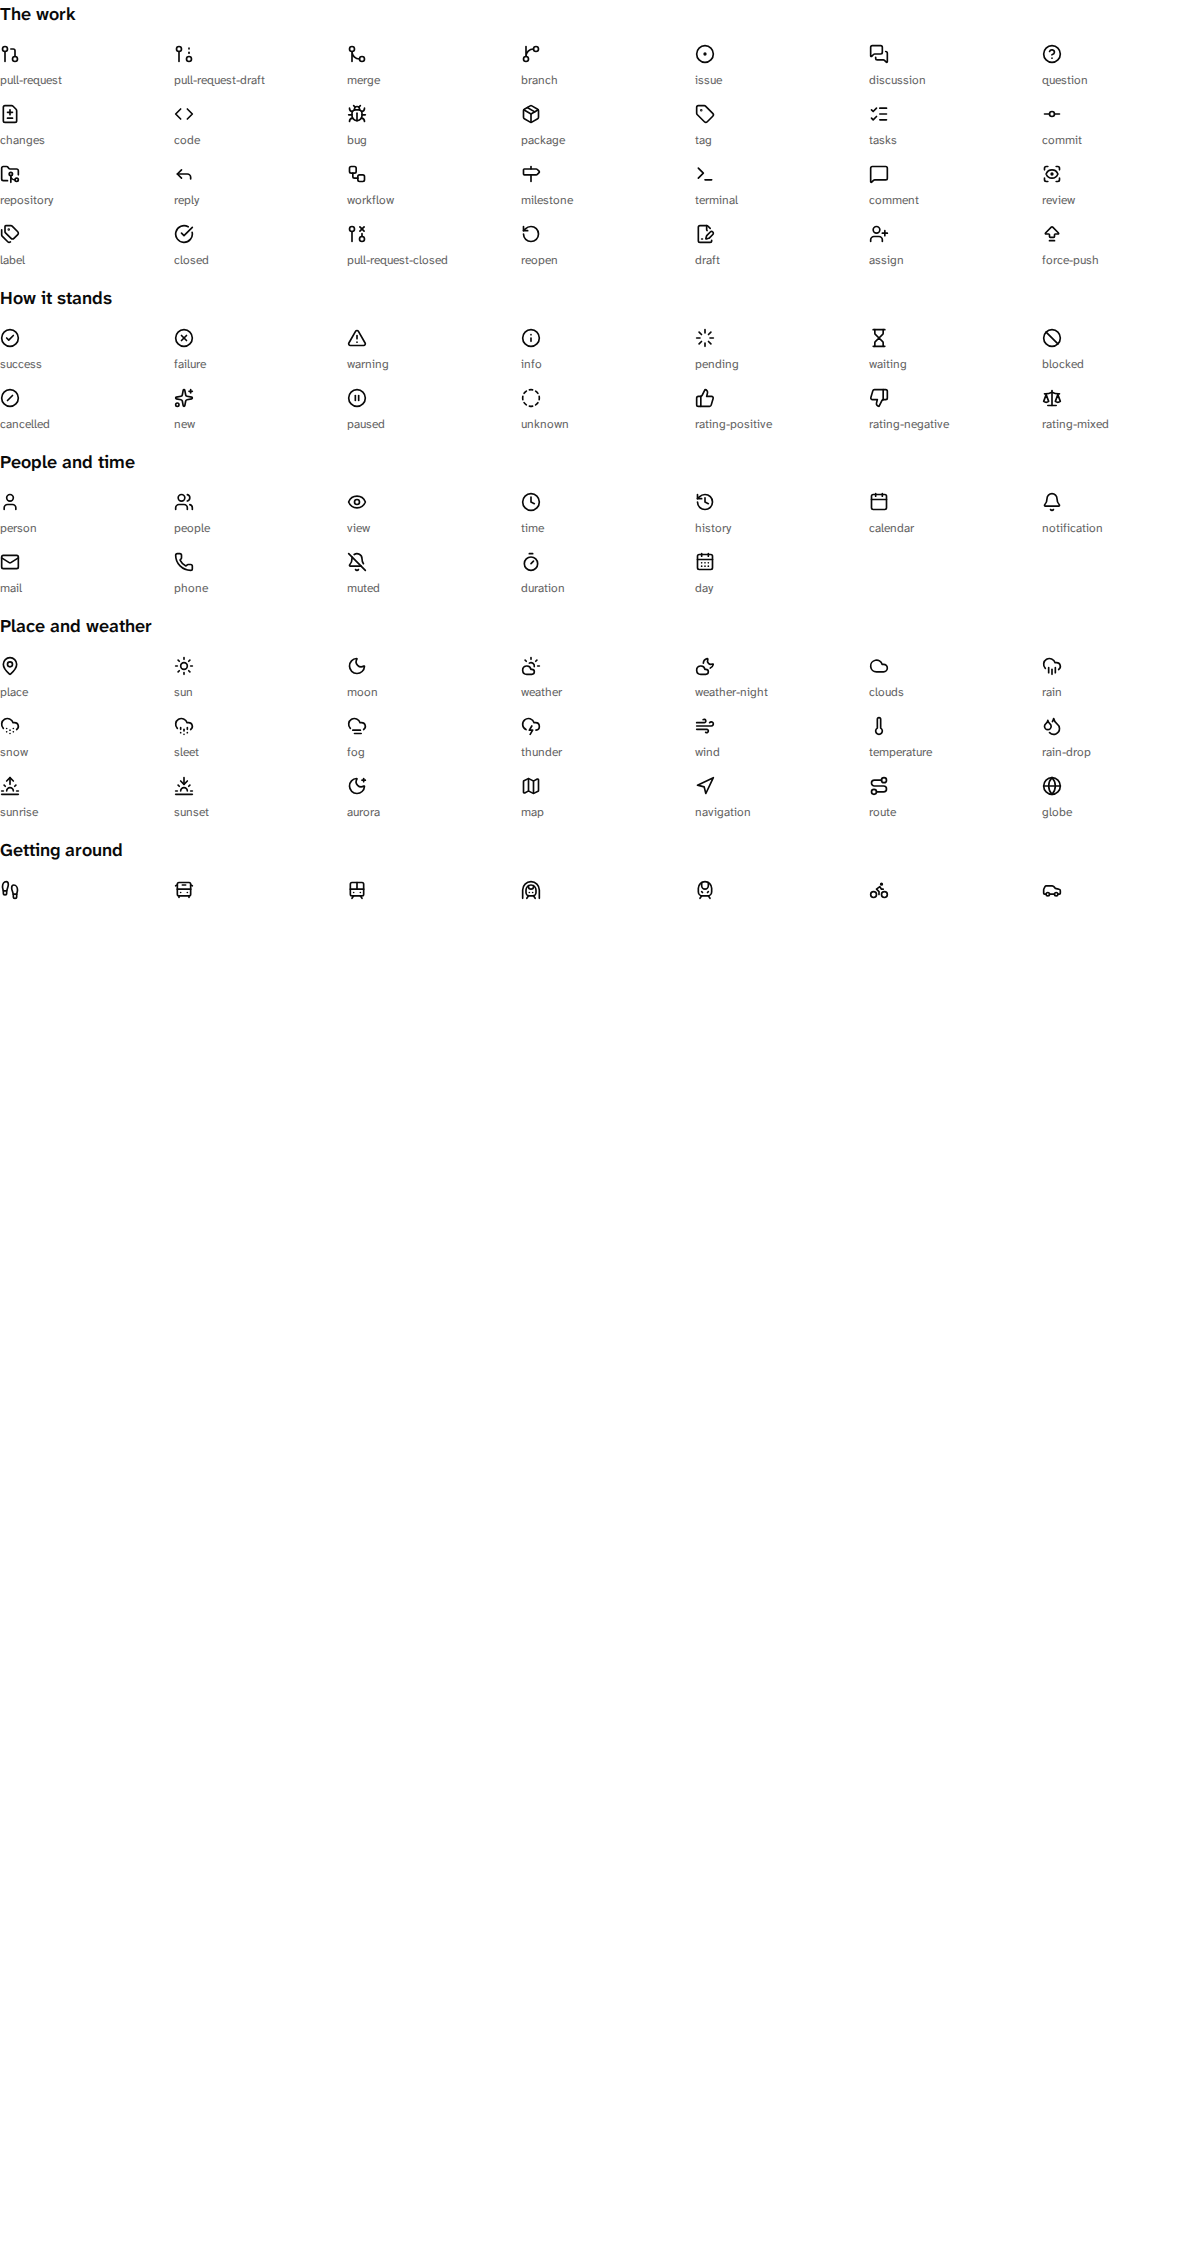 The work
pull-request pull-request-draft merge branch issue discussion question
changes code bug package tag tasks commit
repository reply workflow milestone terminal comment review
label closed pull-request-closed reopen draft assign force-push
How it stands
success failure warning info pending waiting blocked
cancelled new paused unknown rating-positive rating-negative rating-mixed
People and time
person people view time history calendar notification
mail phone muted duration day
Place and weather
place sun moon weather weather-night clouds rain
snow sleet fog thunder wind temperature rain-drop
sunrise sunset aurora map navigation route globe
Getting around